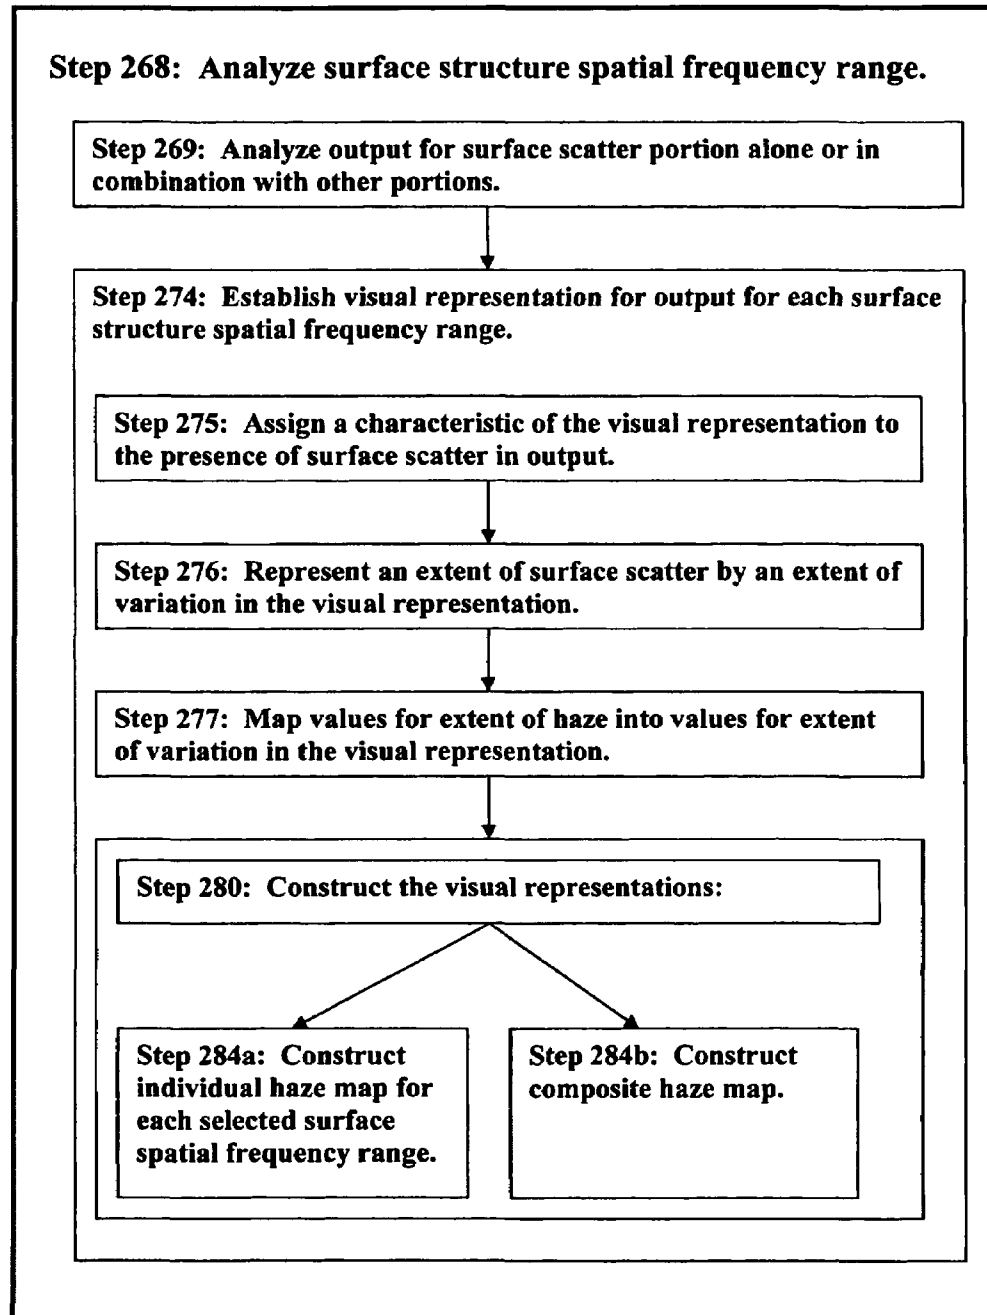 Step 268: Analyze surface structure spatial frequency range.
Step 269: Analyze output for surface scatter portion alone or in
combination with other portions.
Step 274: Establish visual representation for output for each surface
structure spatial frequency range.
Step 275: Assign a characteristic of the visual representation to
the presence of surface scatter in output.
Step 276: Represent an extent of surface scatter by an extent of
variation in the visual representation.
Step 277: Map values for extent of haze into values for extent
of variation in the visual representation.
Step 280: Construct the visual representations:
Step 284a: Construct
individual haze map for
each selected surface
spatial frequency range.
Step 284b: Construct
composite haze map.